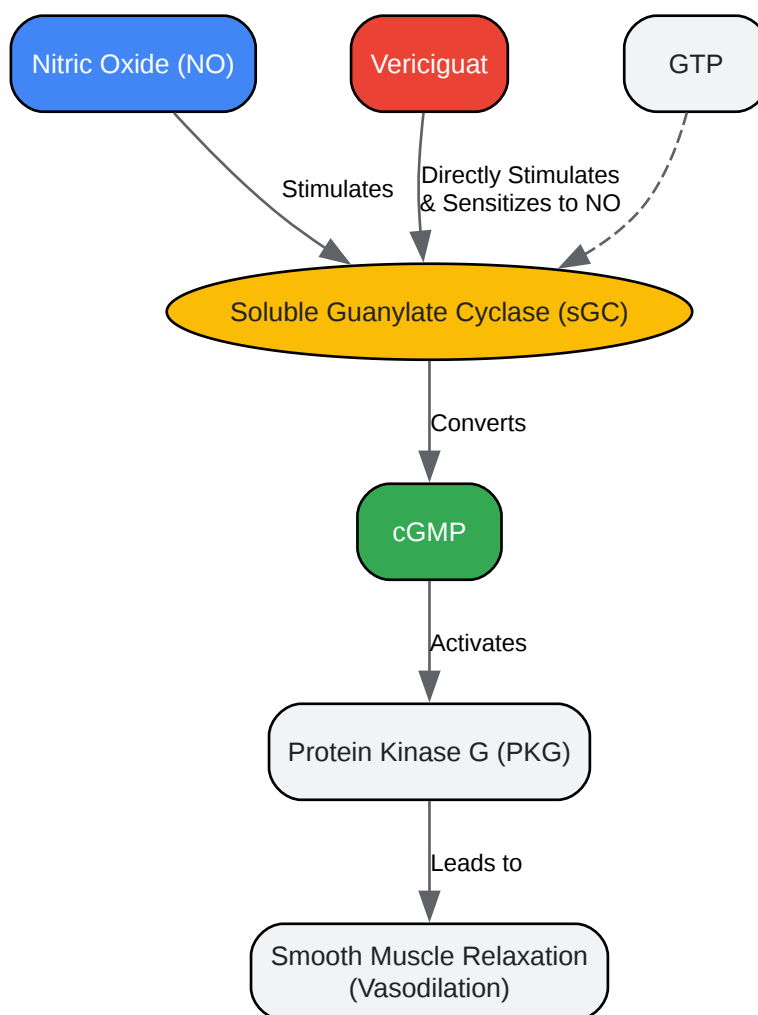 Nitric Oxide (NO)
Vericiguat
GTP
Stimulates
Directly Stimulates
& Sensitizes to NO
Soluble Guanylate Cyclase (sGC)
Converts
cGMP
Activates
Protein Kinase G (PKG)
Leads to
Smooth Muscle Relaxation
(Vasodilation)